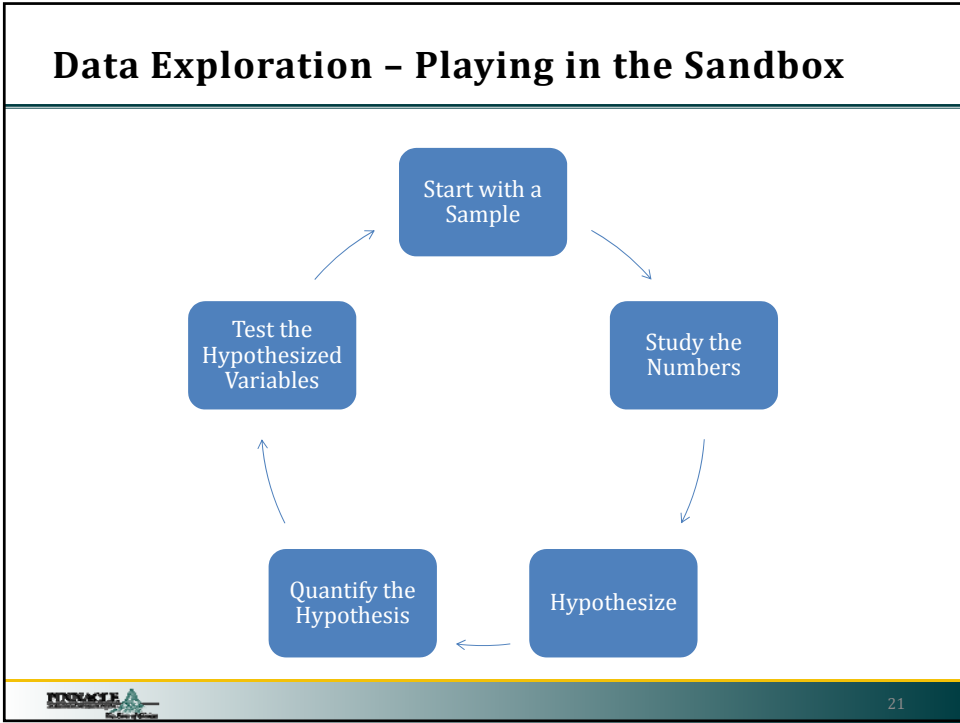 Data Exploration – Playing in the Sandbox
Start with a
Sample
Study the
Numbers
Hypothesize
Quantify the
Hypothesis
Test the
Hypothesized
Variables
PINNACLE
21